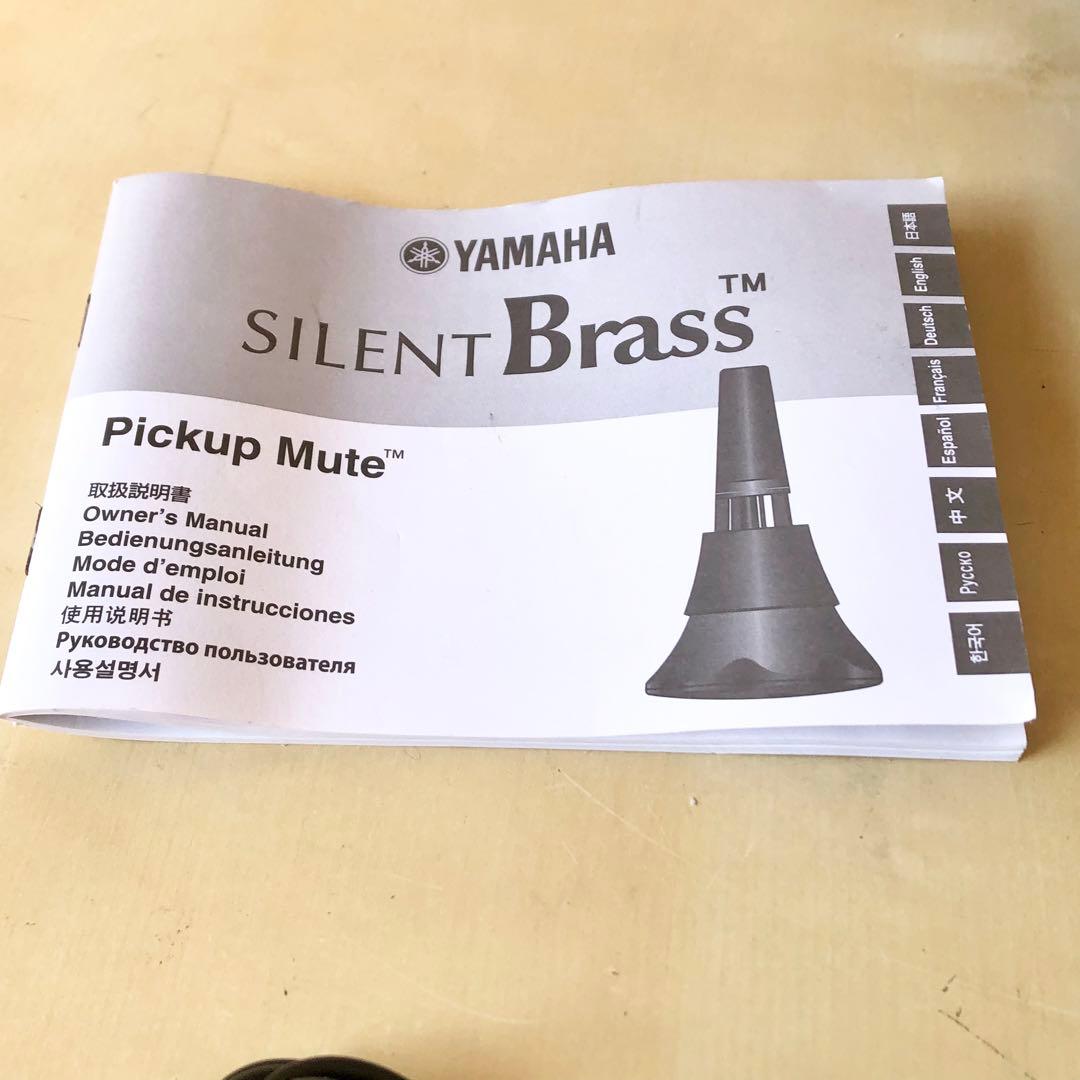 YAMAHA
SILENT Brass™
Pickup Mute™
取扱説明書
Owner's Manual
Bedienungsanleitung
Mode d'emploi
Manual de instrucciones
使用说明书
Руководство пользователя
사용설명서
日本語
English
Deutsch
Français
Español
中文
Русско
한국어